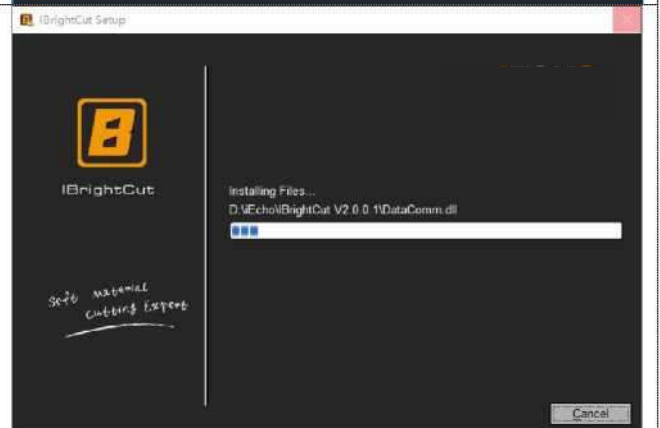 IBrightCut Setup
IBrightCut
Installing Files...
D:\iEcho\IBrightCut V2.0.0.1\DataComm.dll
Soft Material
Cutting Expert
Cancel